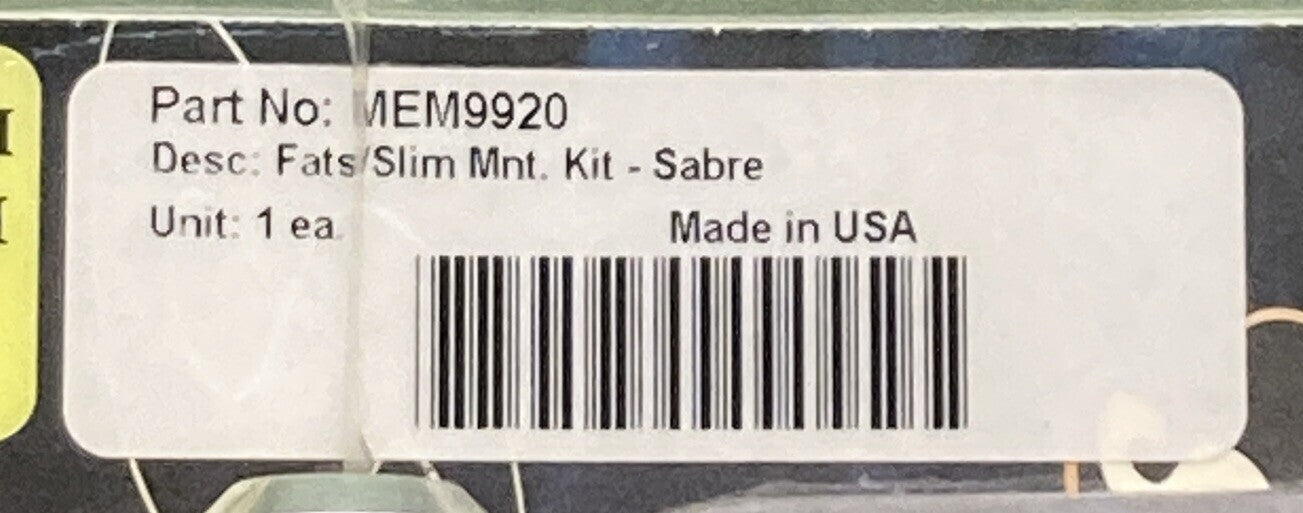 Part No: MEM9920
Desc: Fats/Slim Mnt. Kit - Sabre
Unit: 1 ea.
Made in USA